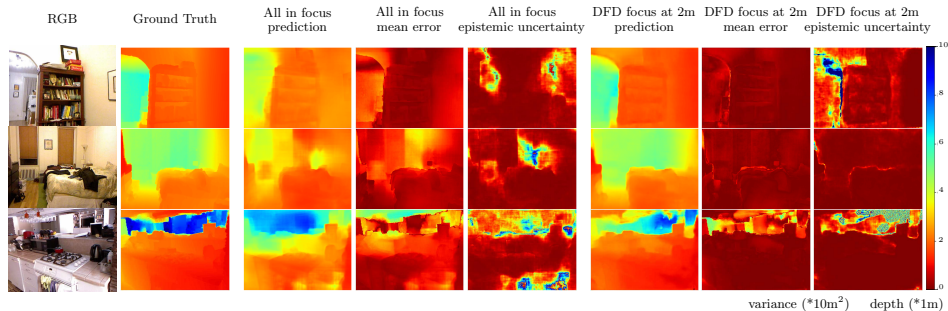 RGB
Ground Truth
All in focus
prediction
All in focus
mean error
All in focus
epistemic uncertainty
DFD focus at 2m
prediction
DFD focus at 2m
mean error
DFD focus at 2m
epistemic uncertainty
10
8
6
4
2
0
variance (*10m²) depth (*1m)